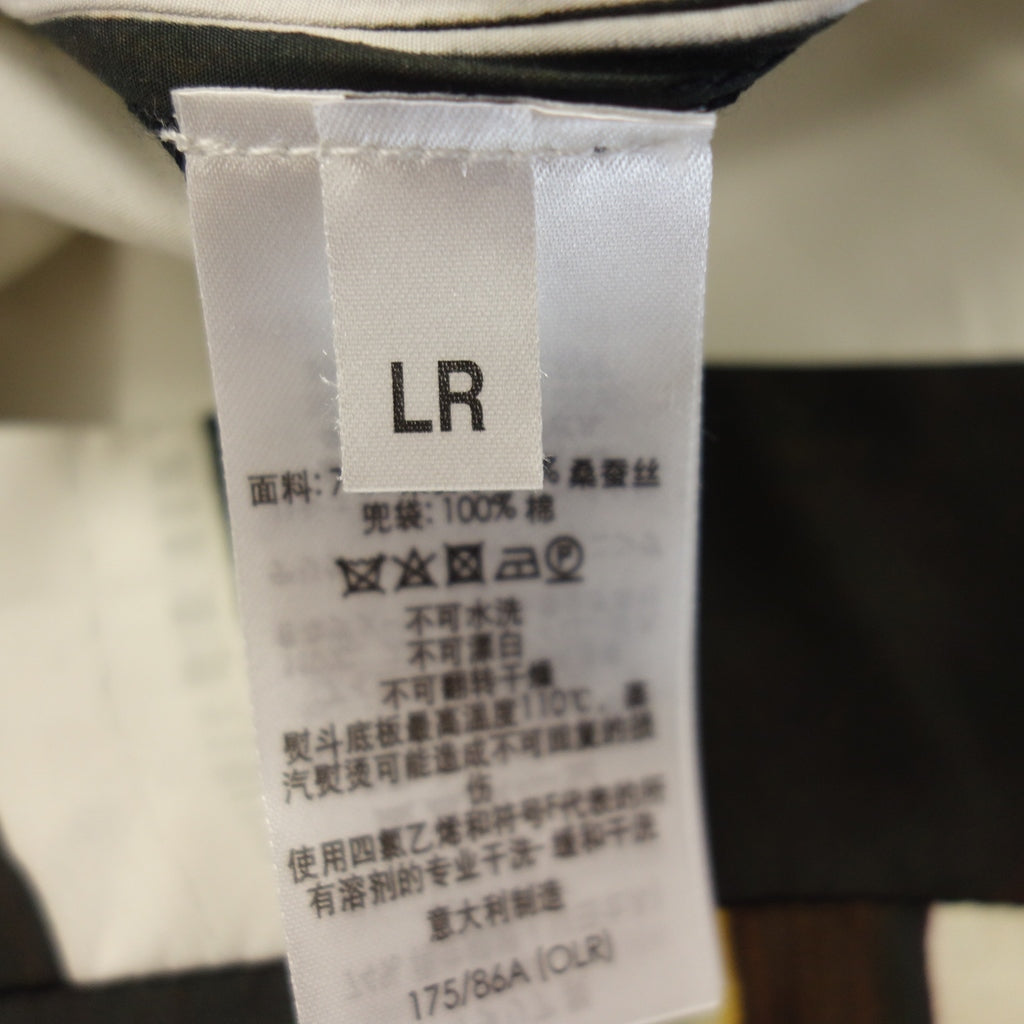 LR
面料: 7 % 桑蚕丝
兜袋: 100% 棉
不可水洗
不可漂白
不可翻转干燥
熨斗底板最高温度110℃，蒸
汽熨烫可能造成不可回复的损
伤
使用四氯乙烯和符号F代表的所
有溶剂的专业干洗- 缓和干洗
意大利制造
175/86A (OLR)